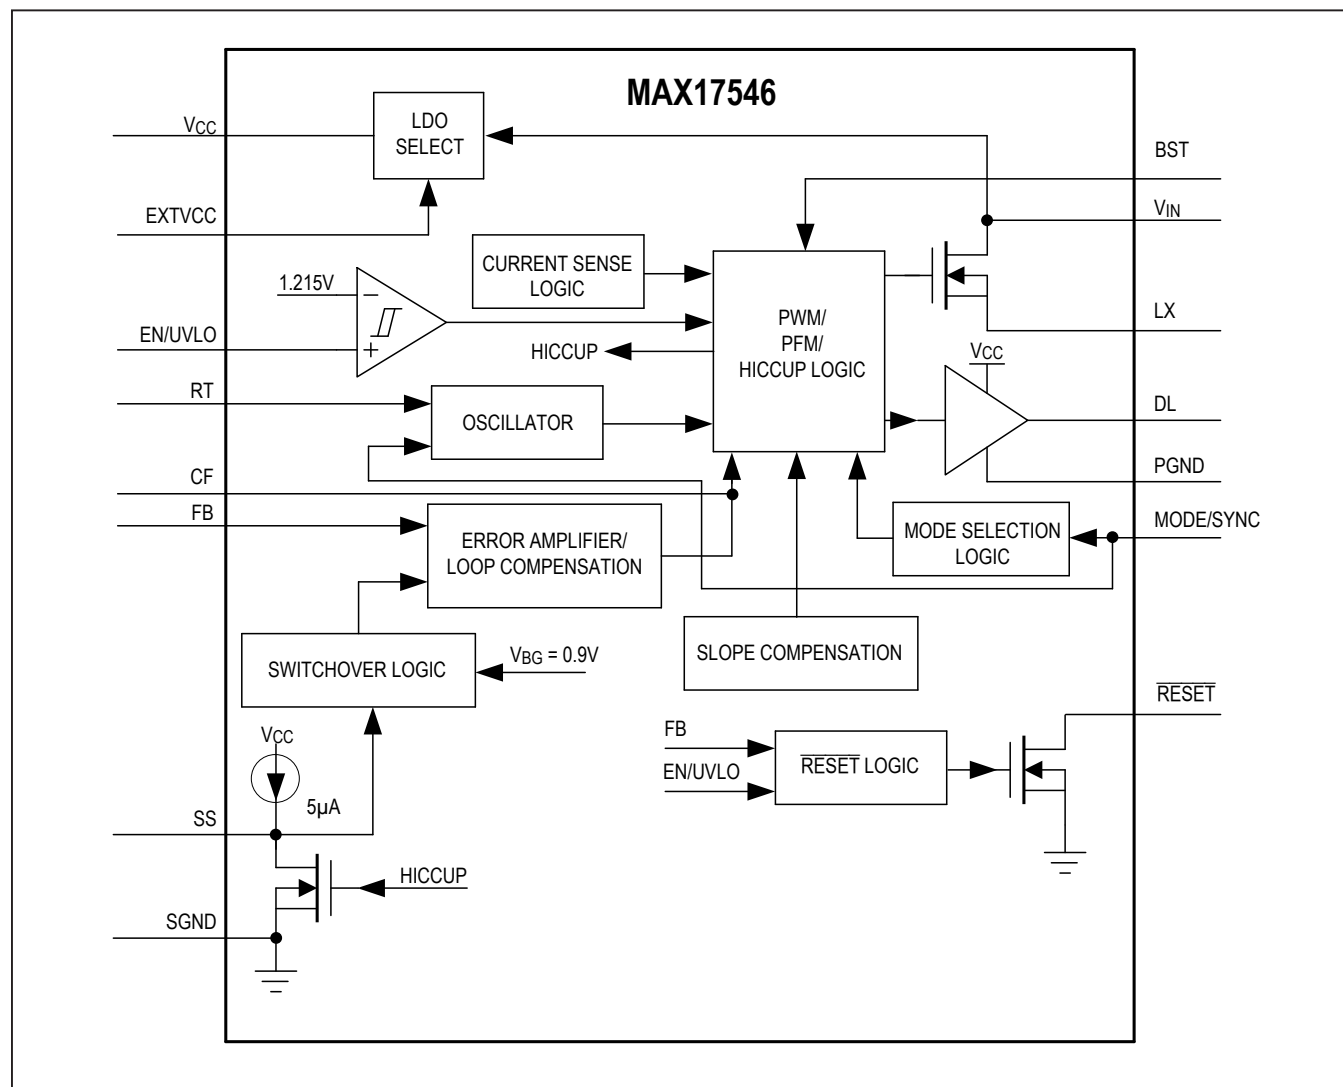 MAX17546
VCC
LDO
SELECT
BST
EXTVCC
VIN
CURRENT SENSE
LOGIC
1.215V
−
EN/UVLO
+
PWM/
PFM/
HICCUP LOGIC
LX
HICCUP
VCC
RT
OSCILLATOR
DL
CF
PGND
FB
ERROR AMPLIFIER/
LOOP COMPENSATION
MODE SELECTION
LOGIC
MODE/SYNC
SWITCHOVER LOGIC
VBG = 0.9V
SLOPE COMPENSATION
RESET
VCC
FB
EN/UVLO
RESET LOGIC
5µA
SS
HICCUP
SGND